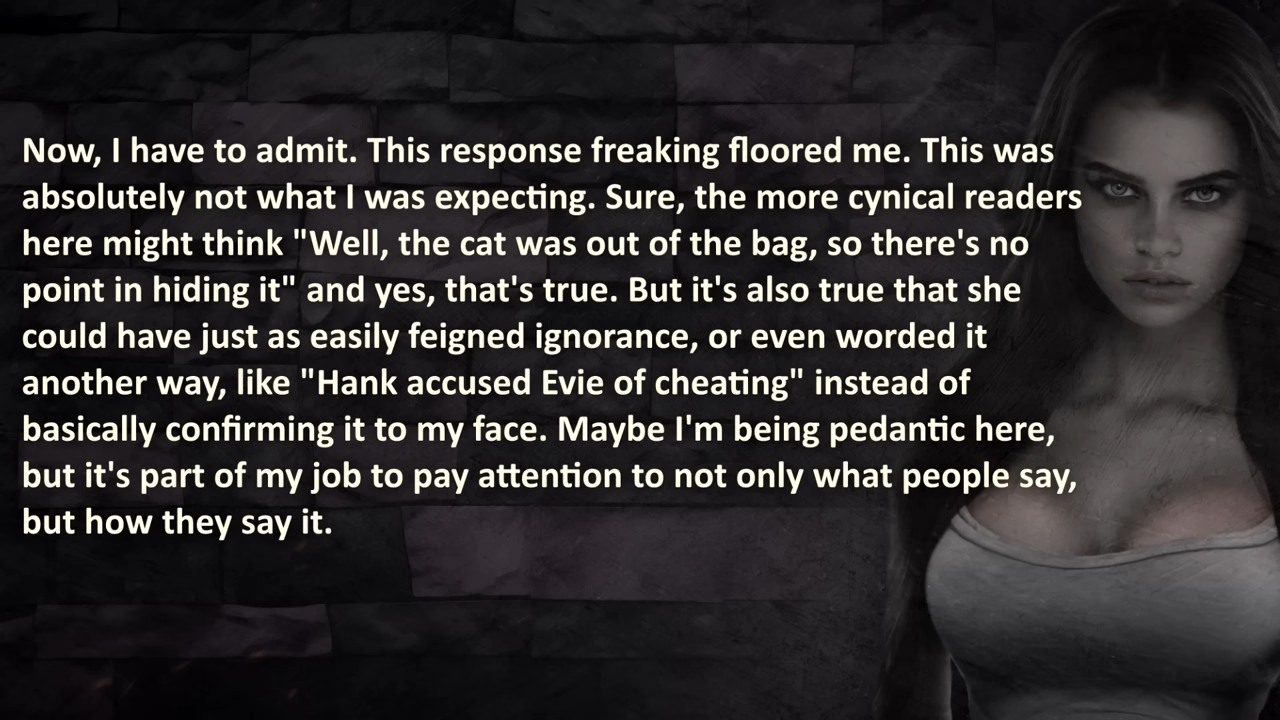 Now, I have to admit. This response freaking floored me. This was
absolutely not what I was expecting. Sure, the more cynical readers
here might think "Well, the cat was out of the bag, so there's no
point in hiding it" and yes, that's true. But it's also true that she
could have just as easily feigned ignorance, or even worded it
another way, like "Hank accused Evie of cheating" instead of
basically confirming it to my face. Maybe I'm being pedantic here,
but it's part of my job to pay attention to not only what people say,
but how they say it.